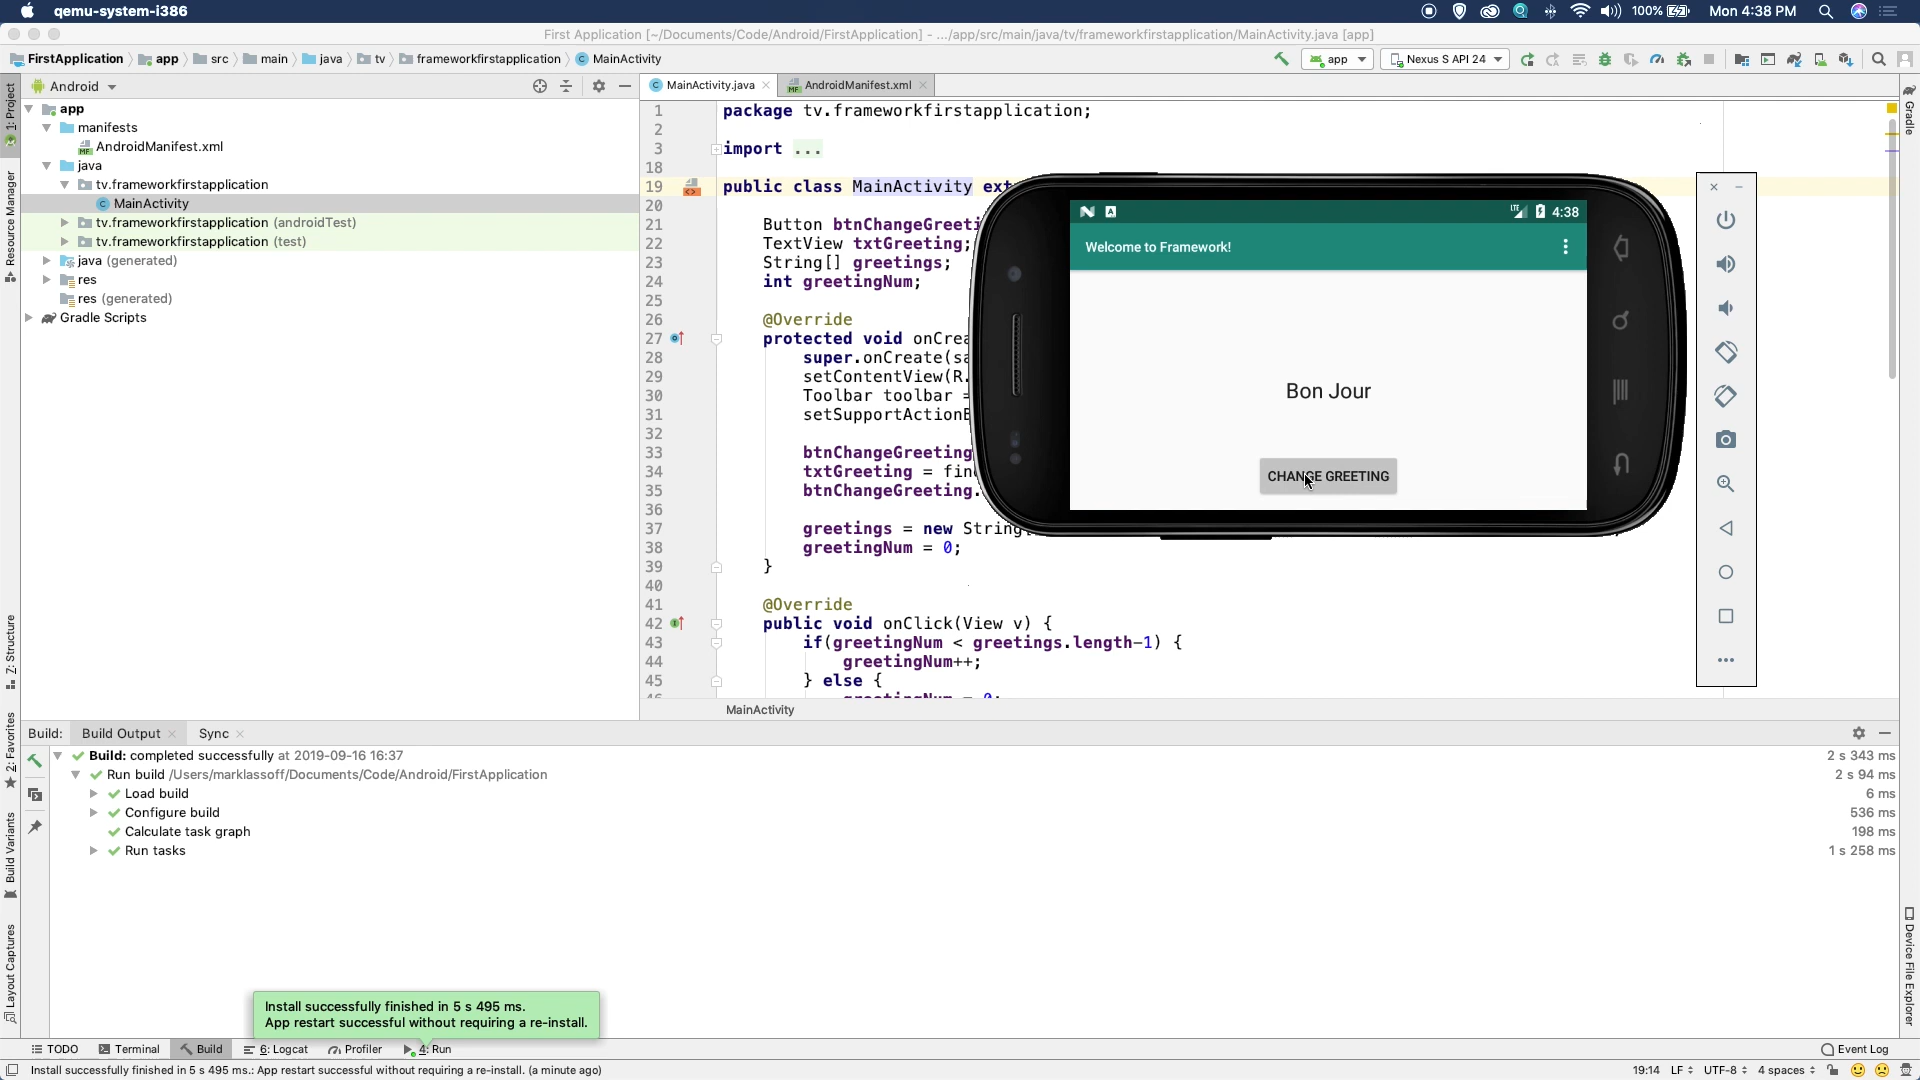 qemu-system-i386
100%
Mon 4:38 PM
First Application [~/Documents/Code/Android/FirstApplication] - .../app/src/main/java/tv/frameworkfirstapplication/MainActivity.java [app]
FirstApplication
app
src
main
java
tv
frameworkfirstapplication
MainActivity
app
Nexus S API 24
1: Project
Resource Manager
Z: Structure
2: Favorites
Build Variants
Layout Captures
Android
app
manifests
AndroidManifest.xml
java
tv.frameworkfirstapplication
MainActivity
tv.frameworkfirstapplication (androidTest)
tv.frameworkfirstapplication (test)
java (generated)
res
res (generated)
Gradle Scripts
MainActivity.java
AndroidManifest.xml
1 package tv.frameworkfirstapplication;
2
3 import ...
18
19 public class MainActivity ext
20
21 Button btnChangeGreeti
22 TextView txtGreeting;
23 String[] greetings;
24 int greetingNum;
25
26 @Override
27 protected void onCrea
28 super.onCreate(sa
29 setContentView(R.
30 Toolbar toolbar =
31 setSupportActionB
32
33 btnChangeGreeting
34 txtGreeting = fin
35 btnChangeGreeting.
36
37 greetings = new String[
38 greetingNum = 0;
39 }
40
41 @Override
42 public void onClick(View v) {
43 if(greetingNum < greetings.length-1) {
44 greetingNum++;
45 } else {
46 greetingNum = 0;
MainActivity
LTE
4:38
Welcome to Framework!
Bon Jour
CHANGE GREETING
Gradle
Device File Explorer
Build:
Build Output
Sync
Build: completed successfully at 2019-09-16 16:37
2 s 343 ms
Run build /Users/marklassoff/Documents/Code/Android/FirstApplication
2 s 94 ms
Load build
6 ms
Configure build
536 ms
Calculate task graph
198 ms
Run tasks
1 s 258 ms
Install successfully finished in 5 s 495 ms.
App restart successful without requiring a re-install.
TODO
Terminal
Build
6: Logcat
Profiler
4: Run
Event Log
Install successfully finished in 5 s 495 ms.: App restart successful without requiring a re-install. (a minute ago)
19:14
LF
UTF-8
4 spaces